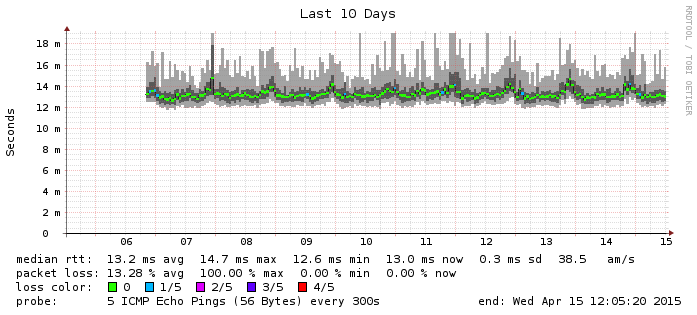 Last 10 Days
RRDTOOL / TOBI OETIKER
Seconds
18 m
16 m
14 m
12 m
10 m
8 m
6 m
4 m
2 m
0
06 07 08 09 10 11 12 13 14 15
median rtt: 13.2 ms avg 14.7 ms max 12.6 ms min 13.0 ms now 0.3 ms sd 38.5 am/s
packet loss: 13.28 % avg 100.00 % max 0.00 % min 0.00 % now
loss color: 0 1/5 2/5 3/5 4/5
probe: 5 ICMP Echo Pings (56 Bytes) every 300s end: Wed Apr 15 12:05:20 2015